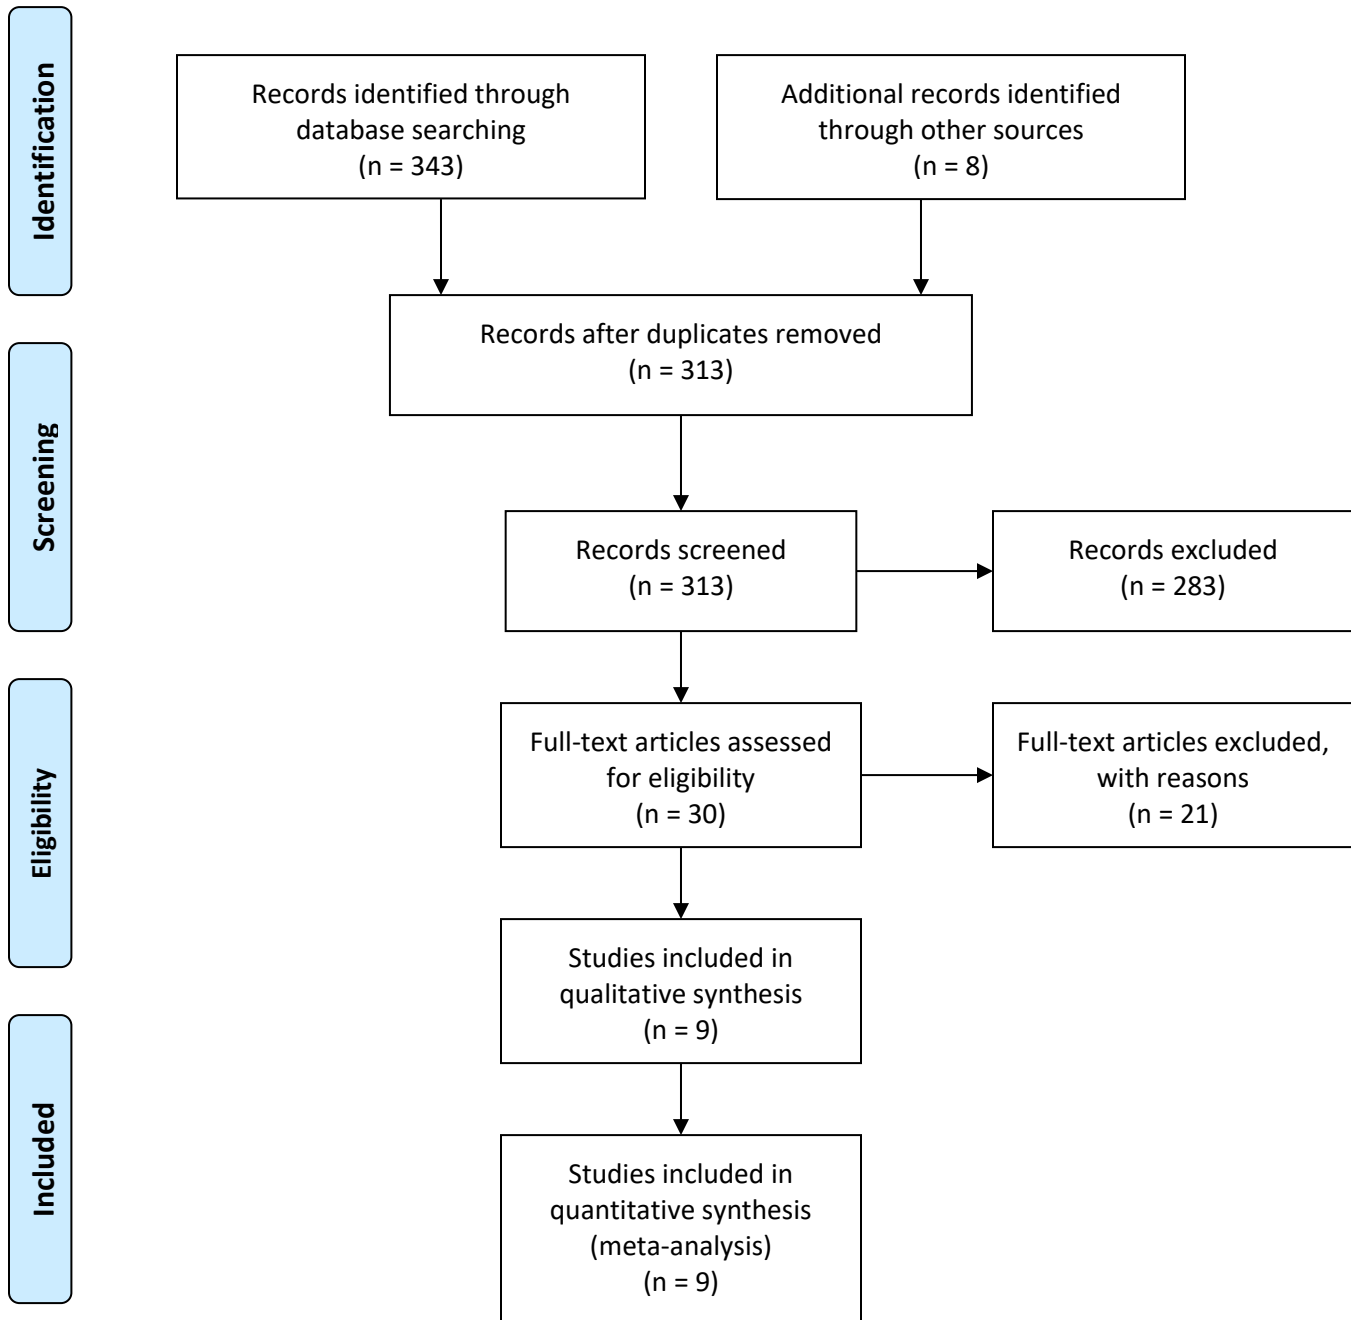 Identification
Records identified through
database searching
(n = 343)
Additional records identified
through other sources
(n = 8)
Records after duplicates removed
(n = 313)
Screening
Records screened
(n = 313)
Records excluded
(n = 283)
Eligibility
Full-text articles assessed
for eligibility
(n = 30)
Full-text articles excluded,
with reasons
(n = 21)
Studies included in
qualitative synthesis
(n = 9)
Included
Studies included in
quantitative synthesis
(meta-analysis)
(n = 9)